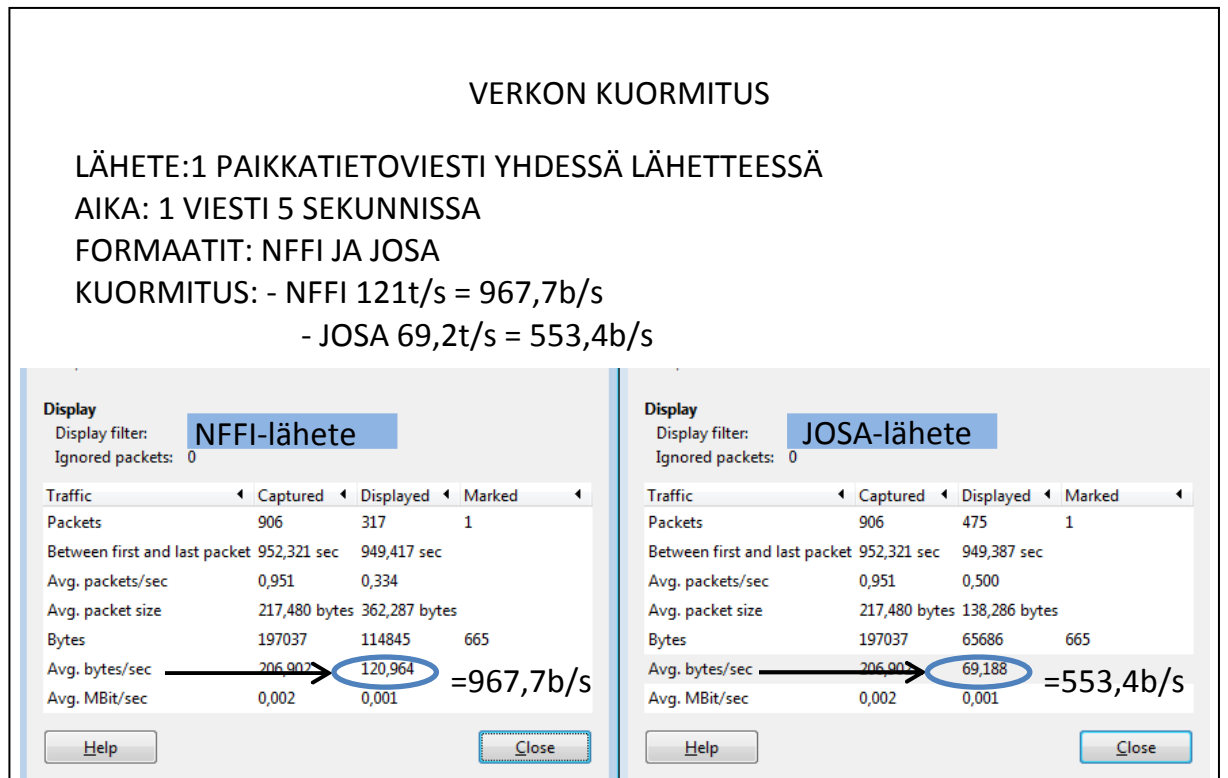 VERKON KUORMITUS
LÄHETE:1 PAIKKATIETOVIESTI YHDESSÄ LÄHETTEESSÄ
AIKA: 1 VIESTI 5 SEKUNNISSA
FORMAATIT: NFFI JA JOSA
KUORMITUS: - NFFI 121t/s = 967,7b/s
- JOSA 69,2t/s = 553,4b/s
Display
Display filter: NFFI-lähete
Ignored packets: 0
Traffic Captured Displayed Marked
Packets 906 317 1
Between first and last packet 952,321 sec 949,417 sec
Avg. packets/sec 0,951 0,334
Avg. packet size 217,480 bytes 362,287 bytes
Bytes 197037 114845 665
Avg. bytes/sec 206,902 120,964 =967,7b/s
Avg. MBit/sec 0,002 0,001
Help Close
Display
Display filter: JOSA-lähete
Ignored packets: 0
Traffic Captured Displayed Marked
Packets 906 475 1
Between first and last packet 952,321 sec 949,387 sec
Avg. packets/sec 0,951 0,500
Avg. packet size 217,480 bytes 138,286 bytes
Bytes 197037 65686 665
Avg. bytes/sec 206,902 69,188 =553,4b/s
Avg. MBit/sec 0,002 0,001
Help Close